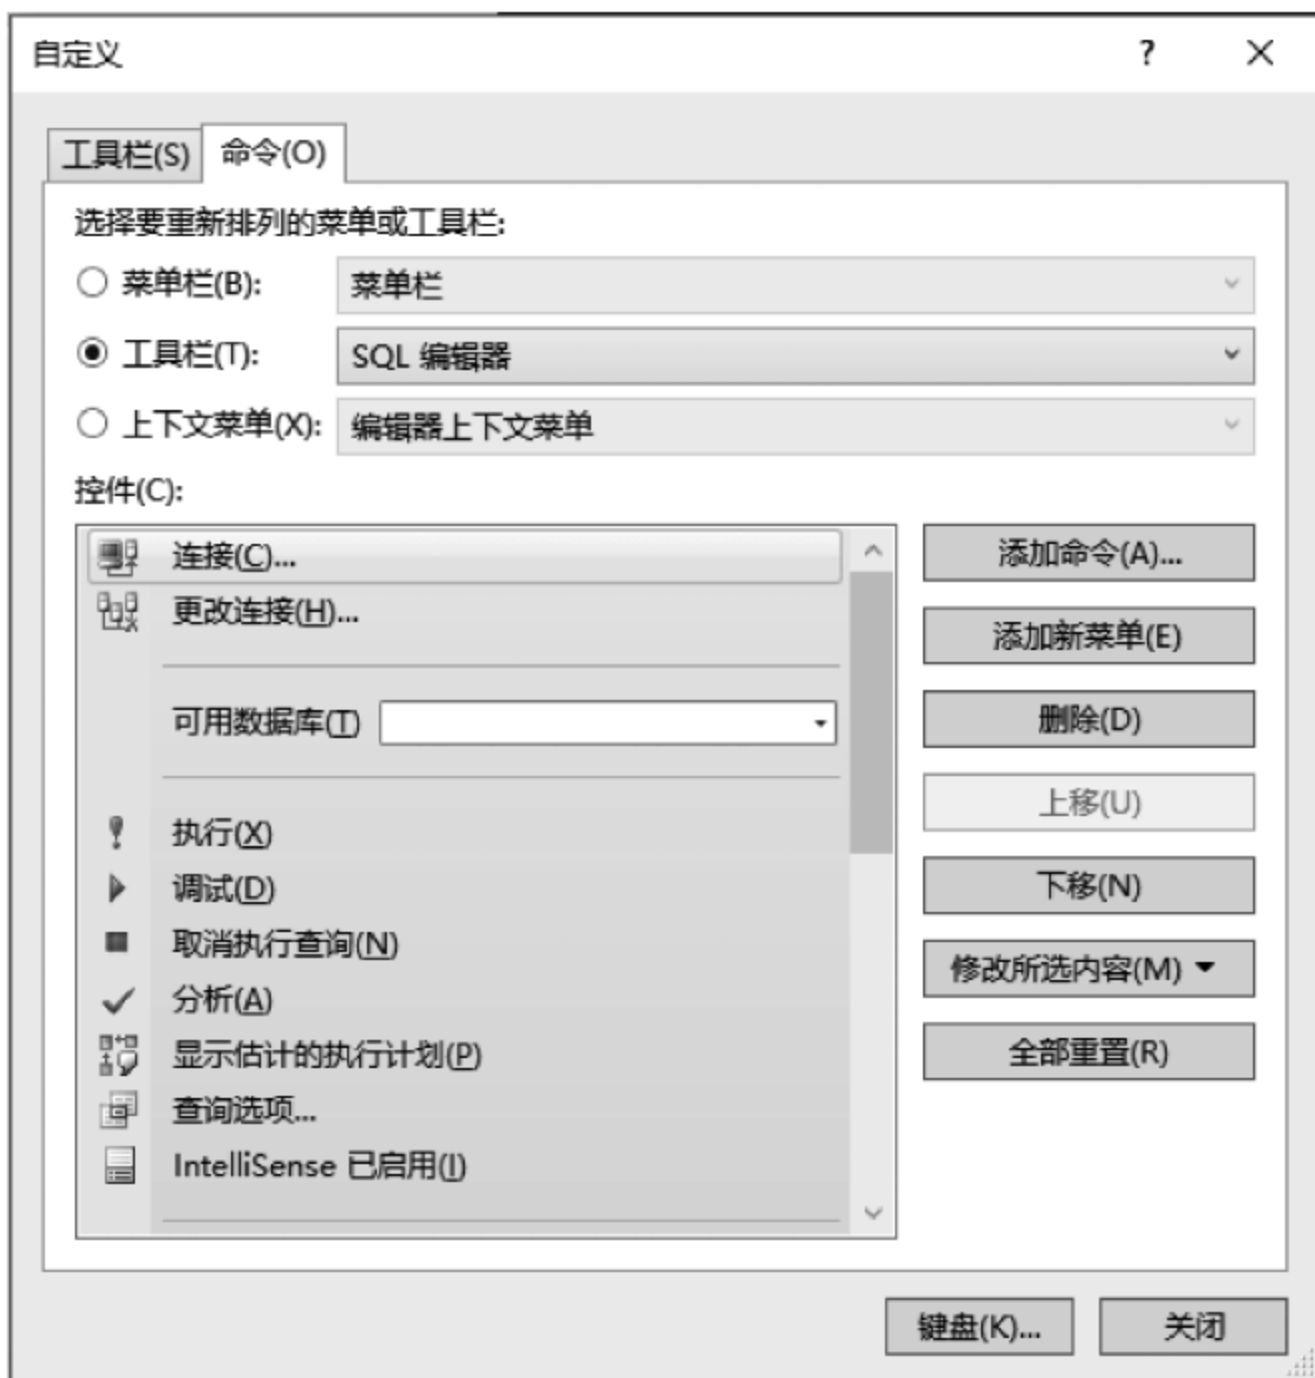 自定义
?
工具栏(S) 命令(O)
选择要重新排列的菜单或工具栏:
菜单栏(B): 菜单栏
工具栏(T): SQL 编辑器
上下文菜单(X): 编辑器上下文菜单
控件(C):
连接(C)...
更改连接(H)...
可用数据库(T)
执行(X)
调试(D)
取消执行查询(N)
分析(A)
显示估计的执行计划(P)
查询选项...
IntelliSense 已启用(I)
添加命令(A)...
添加新菜单(E)
删除(D)
上移(U)
下移(N)
修改所选内容(M)
全部重置(R)
键盘(K)... 关闭